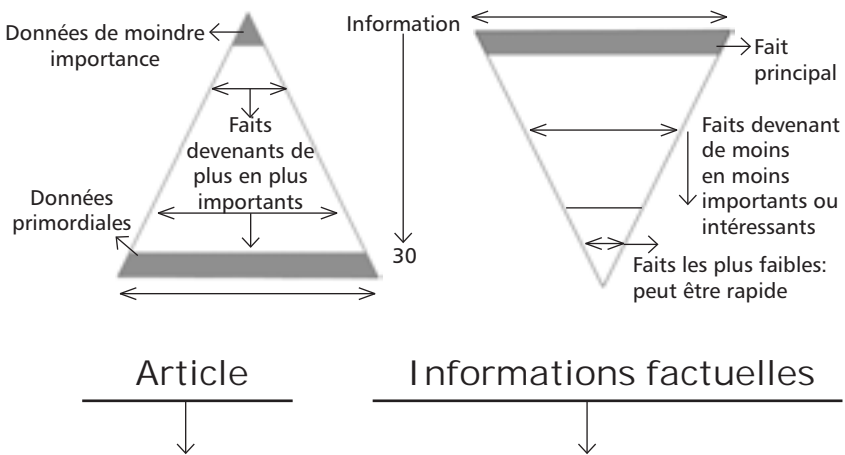 Données de moindre
importance
Faits
devenants de
plus en plus
importants
Données
primordiales
Information
30
Fait
principal
Faits devenant
de moins
en moins
importants ou
intéressants
Faits les plus faibles:
peut être rapide
Article
Informations factuelles